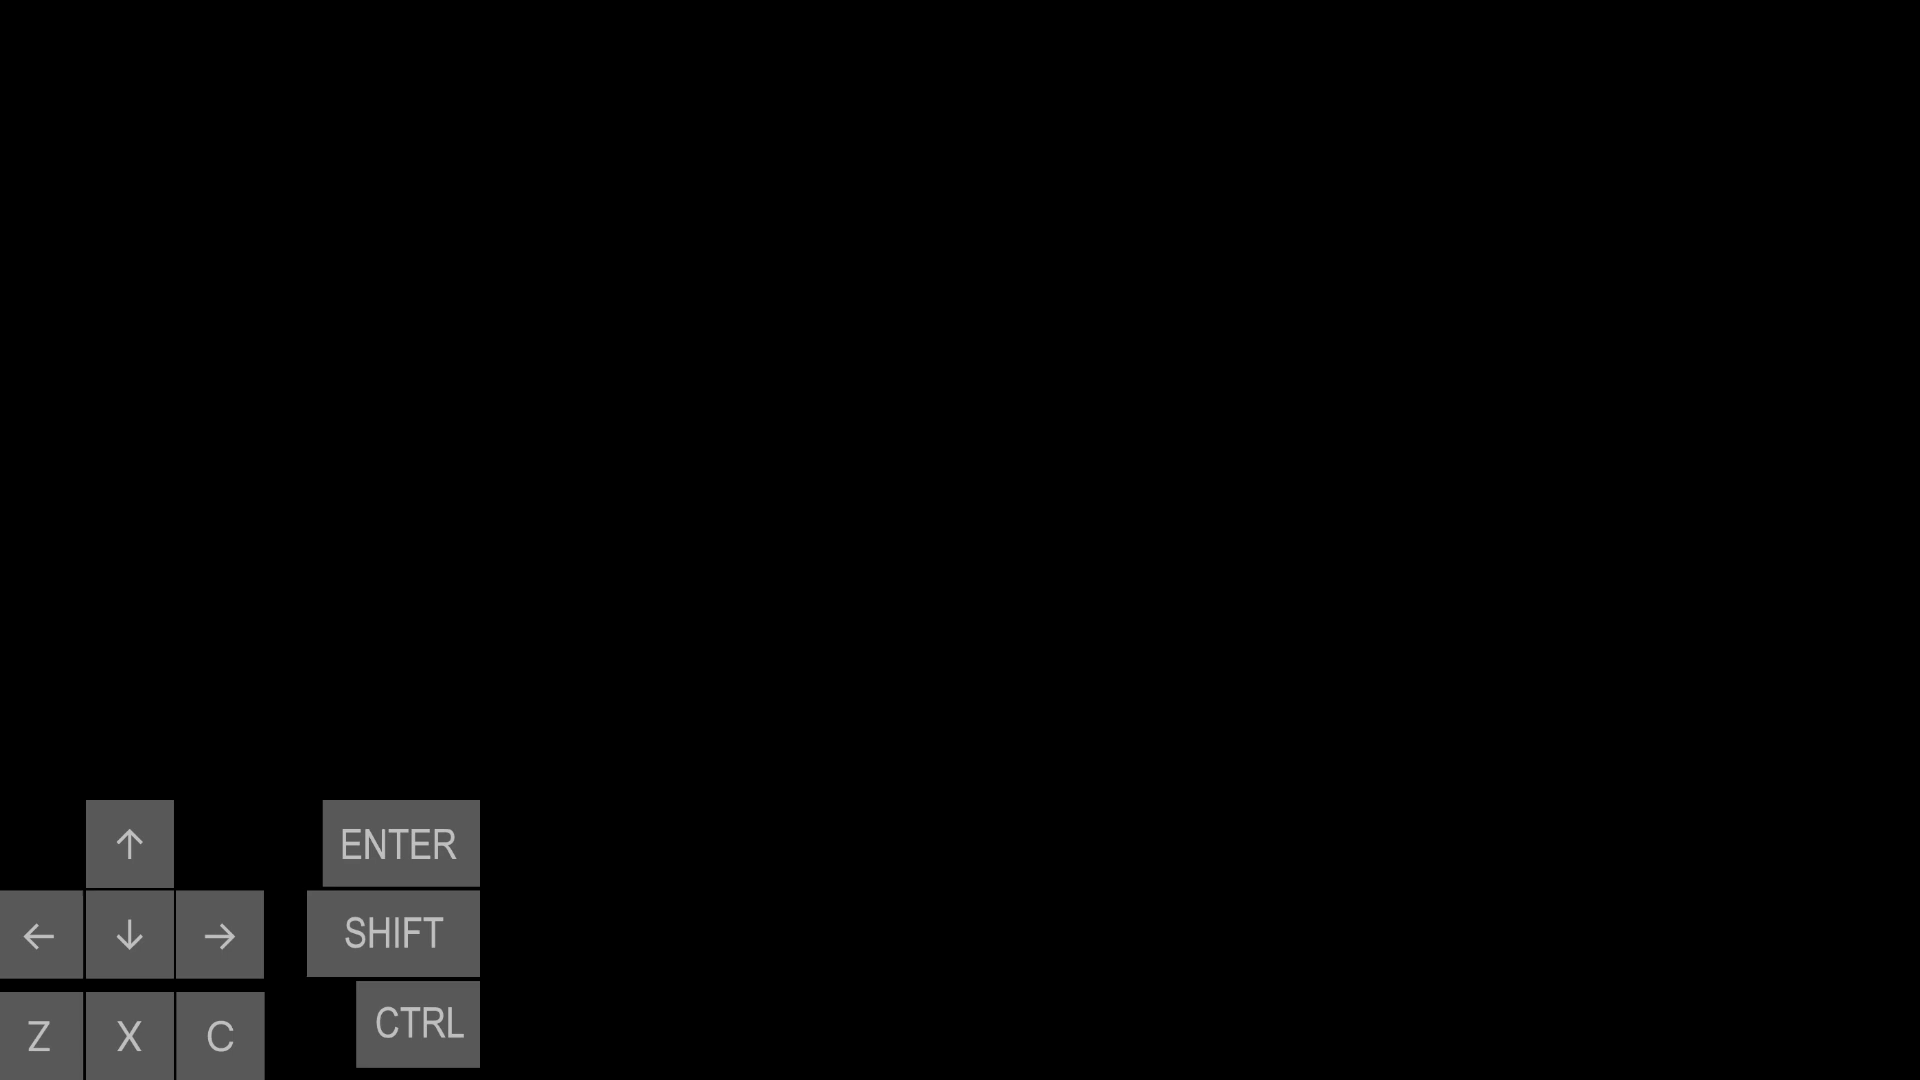 ↑
← ↓ →
Z X C
ENTER
SHIFT
CTRL